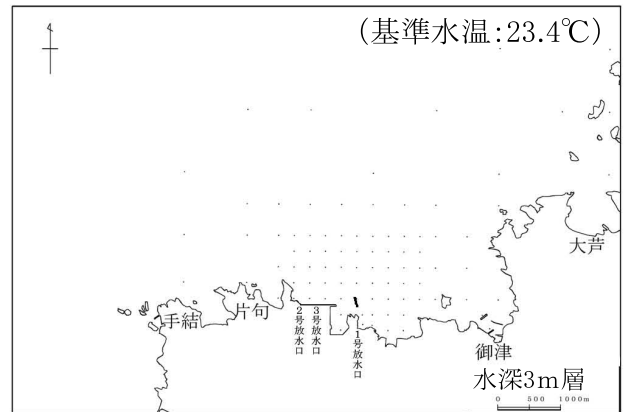 (基準水温:23.4℃)
大芦
手結
片句
2号放水口
3号放水口
1号放水口
御津
水深3m層
0 500 1000m